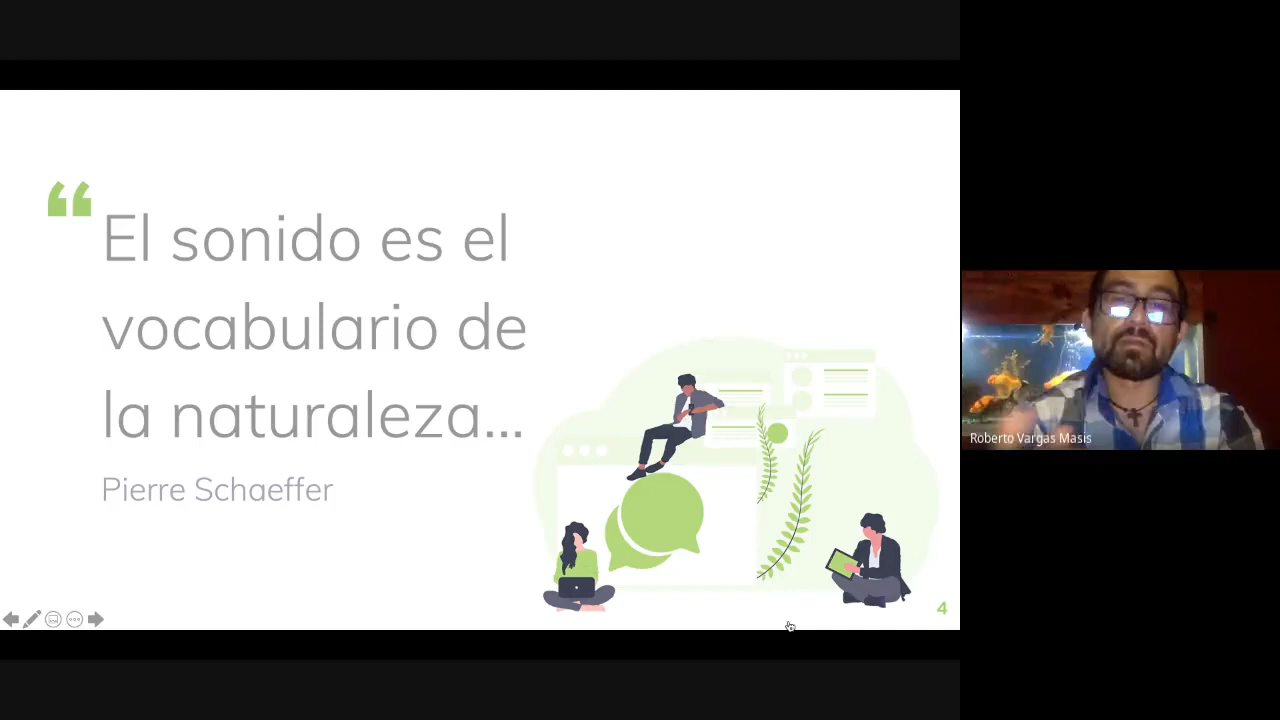 “El sonido es el
vocabulario de
la naturaleza...
Pierre Schaeffer
4
Roberto Vargas Masis